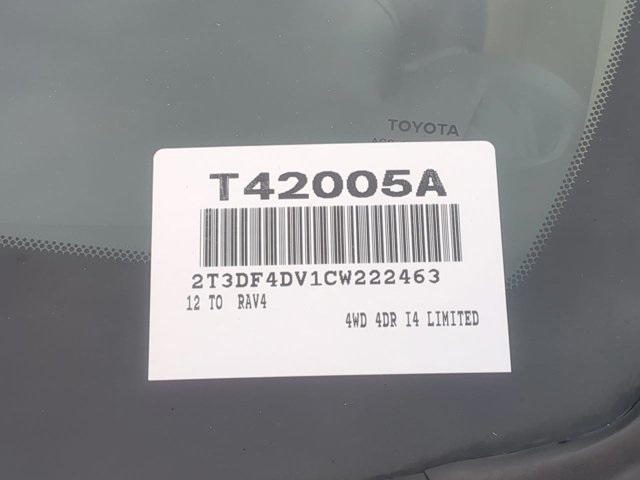 TOYOTA
T42005A
2T3DF4DV1CW222463
12 TO RAV4
4WD 4DR I4 LIMITED